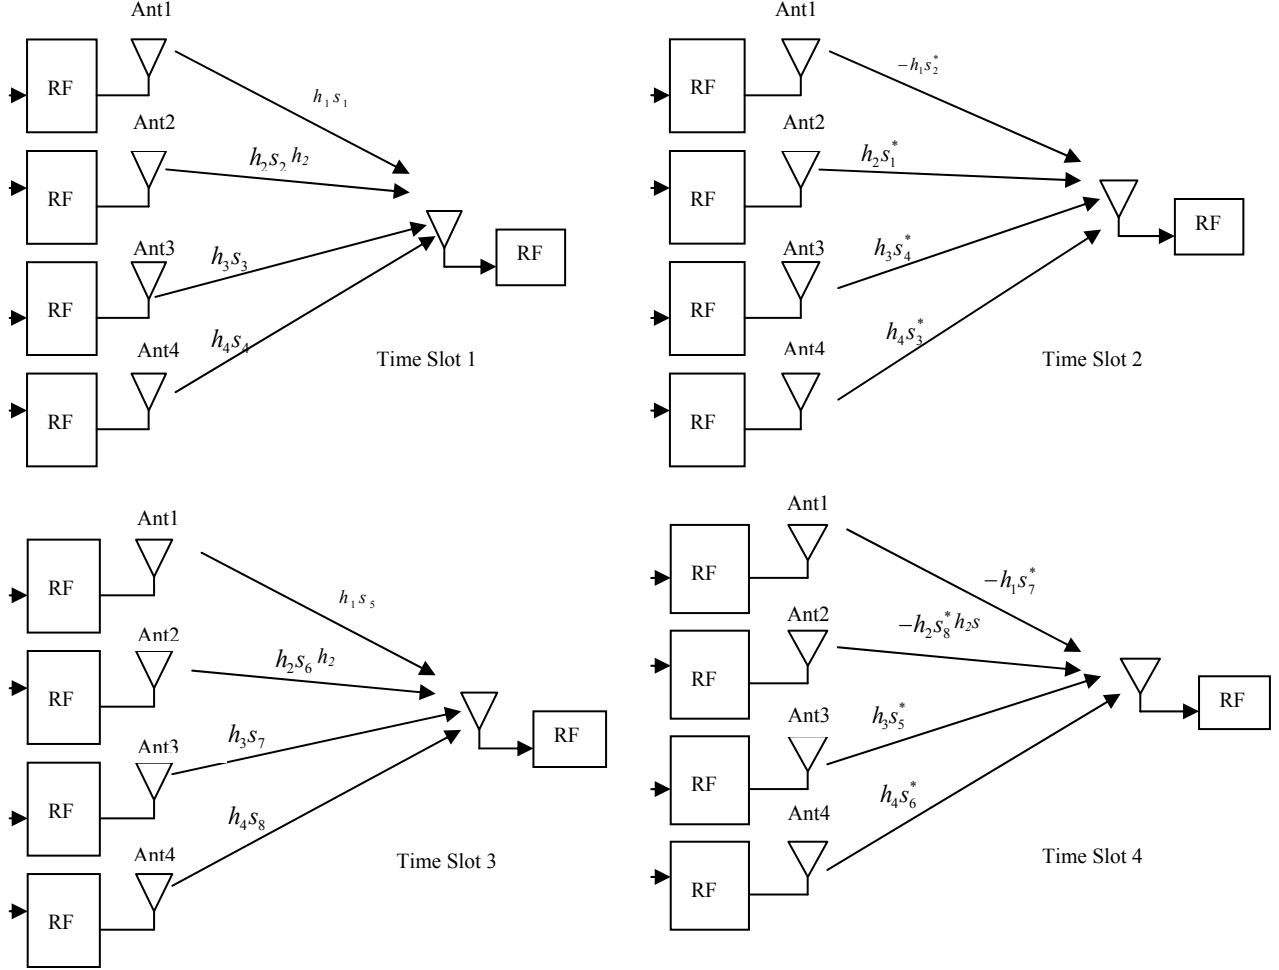 Ant1
RF
h₁s₁
Ant2
RF
h₂s₂ h₂
Ant3
RF
h₃s₃
RF
Ant4
RF
h₄s₄
Time Slot 1
Ant1
RF
−h₁s₂*
Ant2
RF
h₂s₁*
Ant3
RF
h₃s₄*
RF
Ant4
RF
h₄s₃*
Time Slot 2
Ant1
RF
h₁s₅
Ant2
RF
h₂s₆ h₂
Ant3
RF
h₃s₇
RF
Ant4
RF
h₄s₈
Time Slot 3
Ant1
RF
−h₁s₇*
Ant2
RF
−h₂s₈* h₂s
Ant3
RF
h₃s₅*
RF
Ant4
RF
h₄s₆*
Time Slot 4